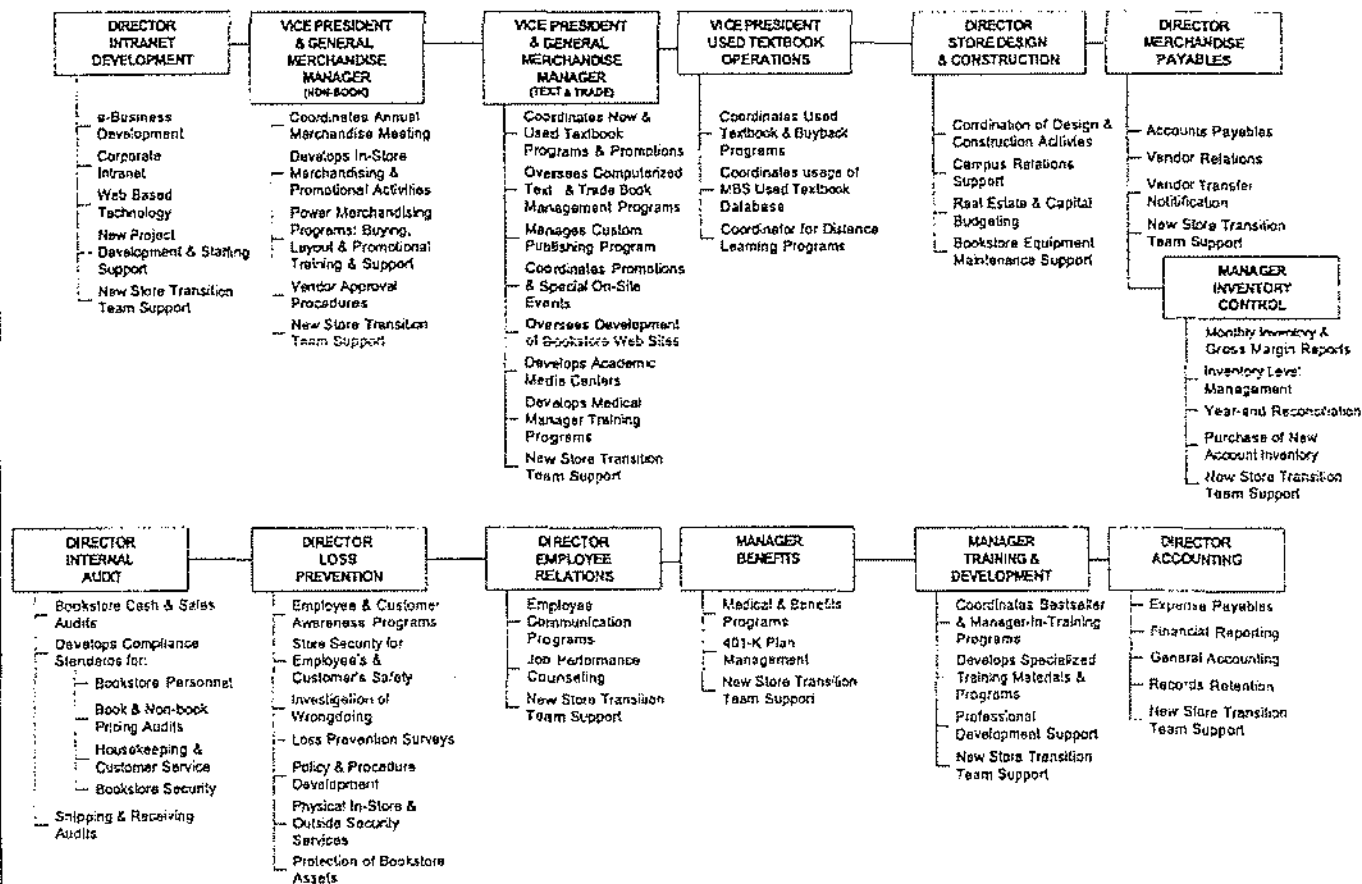 DIRECTOR
INTRANET
DEVELOPMENT
e-Business
Development
Corporate
Intranet
Web Based
Technology
New Project
Development & Staffing
Support
New Store Transition
Team Support
VICE PRESIDENT
& GENERAL
MERCHANDISE
MANAGER
(NON-BOOK)
Coordinates Annual
Merchandise Meeting
Develops In-Store
Merchandising &
Promotional Activities
Power Merchandising
Programs: Buying,
Layout & Promotional
Training & Support
Vendor Approval
Procedures
New Store Transition
Team Support
VICE PRESIDENT
& GENERAL
MERCHANDISE
MANAGER
(TEXT & TRADE)
Coordinates New &
Used Textbook
Programs & Promotions
Oversees Computerized
Text & Trade Book
Management Programs
Manages Custom
Publishing Program
Coordinates Promotions
& Special On-Site
Events
Oversees Development
of Bookstore Web Sites
Develops Academic
Media Centers
Develops Medical
Manager Training
Programs
New Store Transition
Team Support
VICE PRESIDENT
USED TEXTBOOK
OPERATIONS
Coordinates Used
Textbook & Buyback
Programs
Coordinates usage of
MBS Used Textbook
Database
Coordinator for Distance
Learning Programs
DIRECTOR
STORE DESIGN
& CONSTRUCTION
Cordination of Design &
Construction Activies
Campus Relations
Support
Real Estate & Capital
Budgeting
Bookstore Equipment
Maintenance Support
DIRECTOR
MERCHANDISE
PAYABLES
Accounts Payables
Vendor Relations
Vendor Transfer
Notitification
New Store Transition
Team Support
MANAGER
INVENTORY
CONTROL
Monthly Inventory &
Gross Margin Reports
Inventory Level
Management
Year-end Reconciliation
Purchase of New
Account Inventory
New Store Transition
Team Support
DIRECTOR
INTERNAL
AUDIT
Bookstore Cash & Sales
Audits
Develops Compliance
Standards for:
Bookstore Personnel
Book & Non-book
Pricing Audits
Housekeeping &
Customer Service
Bookstore Security
Shipping & Receiving
Audits
DIRECTOR
LOSS
PREVENTION
Employee & Customer
Awareness Programs
Store Security for
Employee's &
Customer's Safety
Investigation of
Wrongdoing
Loss Prevention Surveys
Policy & Procedure
Development
Physical In-Store &
Outside Security
Services
Protection of Bookstore
Assets
DIRECTOR
EMPLOYEE
RELATIONS
Employee
Communication
Programs
Job Performance
Counseling
New Store Transition
Team Support
MANAGER
BENEFITS
Medical & Benefits
Programs
401-K Plan
Management
New Store Transition
Team Support
MANAGER
TRAINING &
DEVELOPMENT
Coordinates Bestseller
& Manager-In-Training
Programs
Develops Specialized
Training Materials &
Programs
Professional
Development Support
New Store Transition
Team Support
DIRECTOR
ACCOUNTING
Expense Payables
Financial Reporting
General Accounting
Records Retention
New Store Transition
Team Support